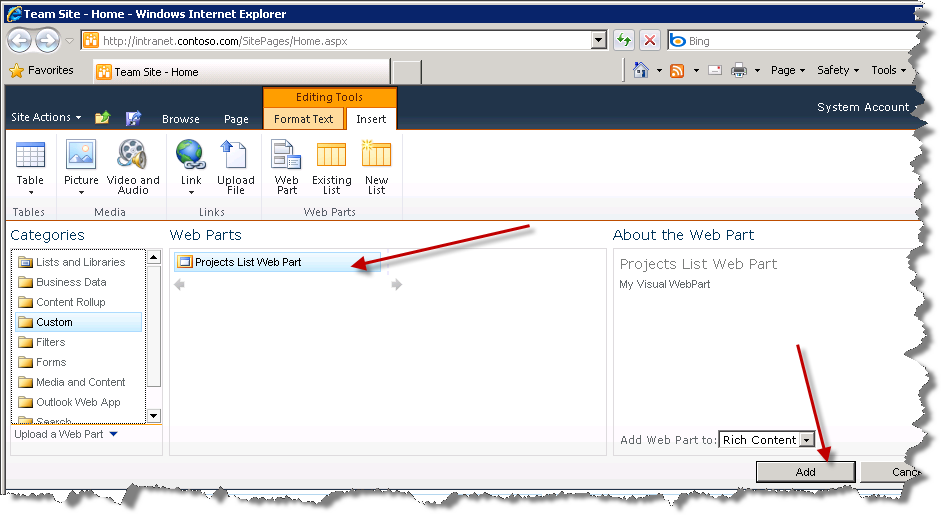 Team Site - Home - Windows Internet Explorer
http://intranet.contoso.com/SitePages/Home.aspx
Bing
Favorites
Team Site - Home
Page
Safety
Tools
Editing Tools
System Account
Site Actions
Browse
Page
Format Text
Insert
Table
Picture
Video and
Audio
Link
Upload
File
Web
Part
Existing
List
New
List
Tables
Media
Links
Web Parts
Categories
Web Parts
About the Web Part
Lists and Libraries
Business Data
Content Rollup
Custom
Filters
Forms
Media and Content
Outlook Web App
Search
Upload a Web Part
Projects List Web Part
Projects List Web Part
My Visual WebPart
Add Web Part to: Rich Content
Add
Cance